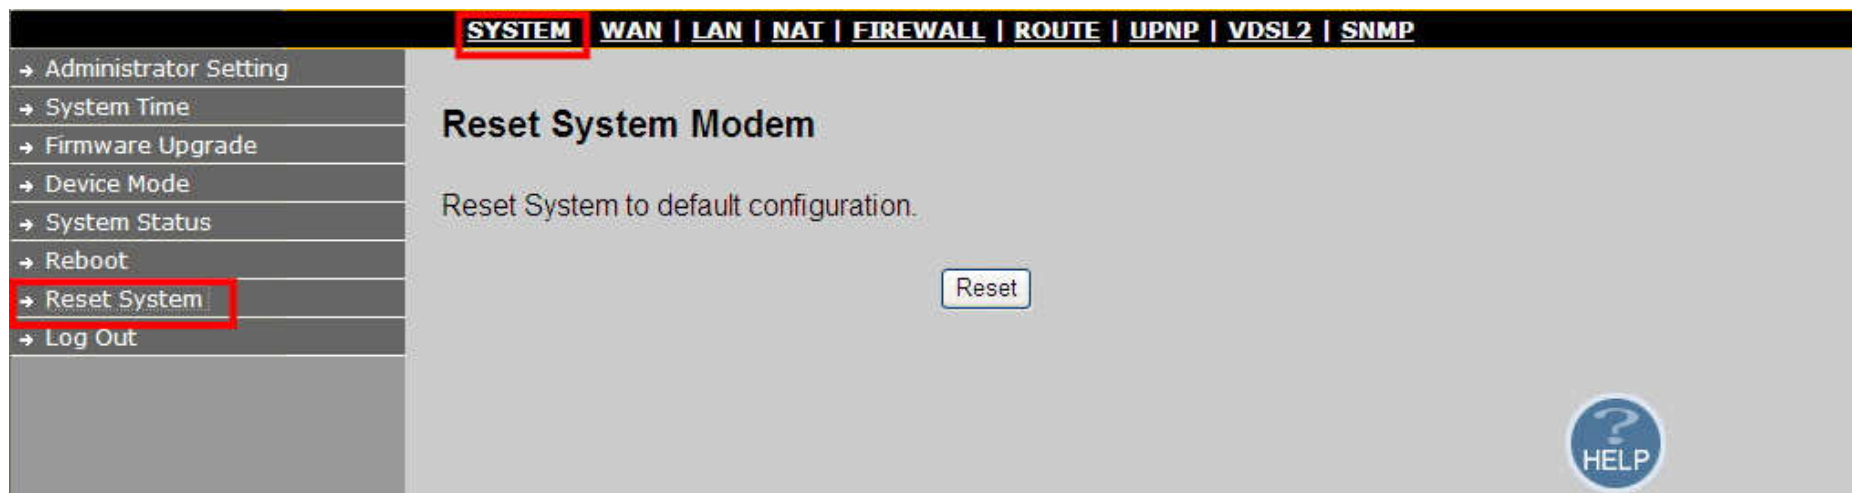 SYSTEM WAN | LAN | NAT | FIREWALL | ROUTE | UPNP | VDSL2 | SNMP
Administrator Setting
System Time
Firmware Upgrade
Device Mode
System Status
Reboot
Reset System
Log Out
Reset System Modem
Reset System to default configuration.
Reset
?
HELP